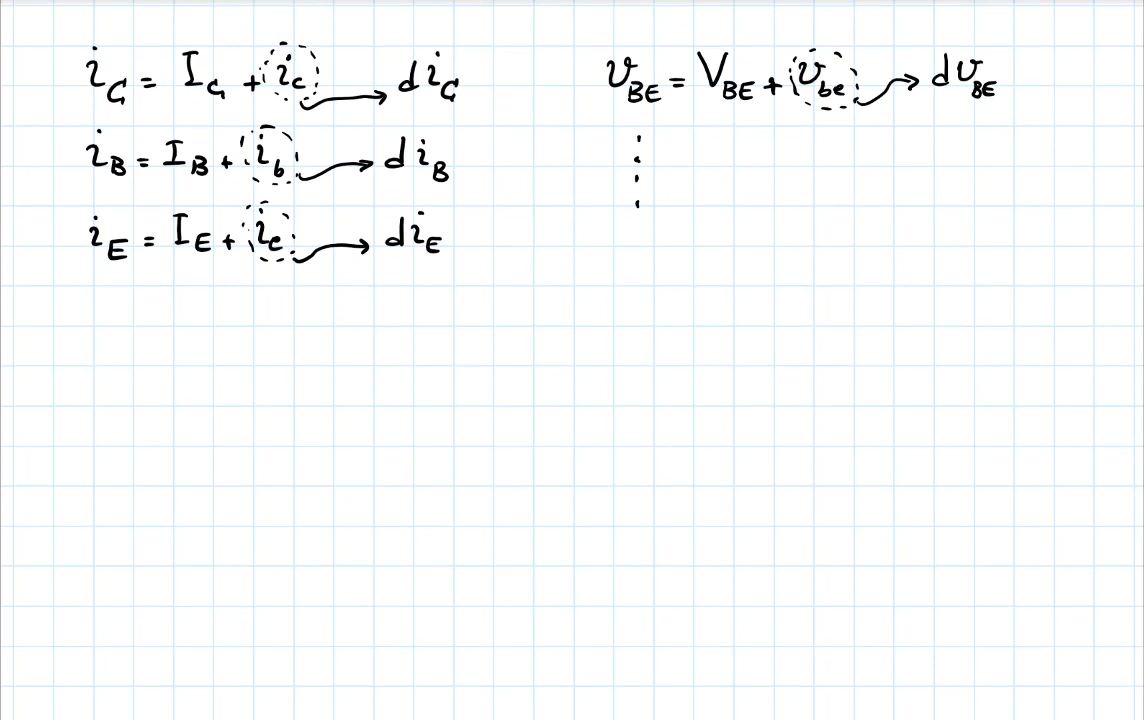 i_C = I_C + i_c → di_C
i_B = I_B + i_b → di_B
i_E = I_E + i_e → di_E
v_BE = V_BE + v_be → dv_BE
⋮